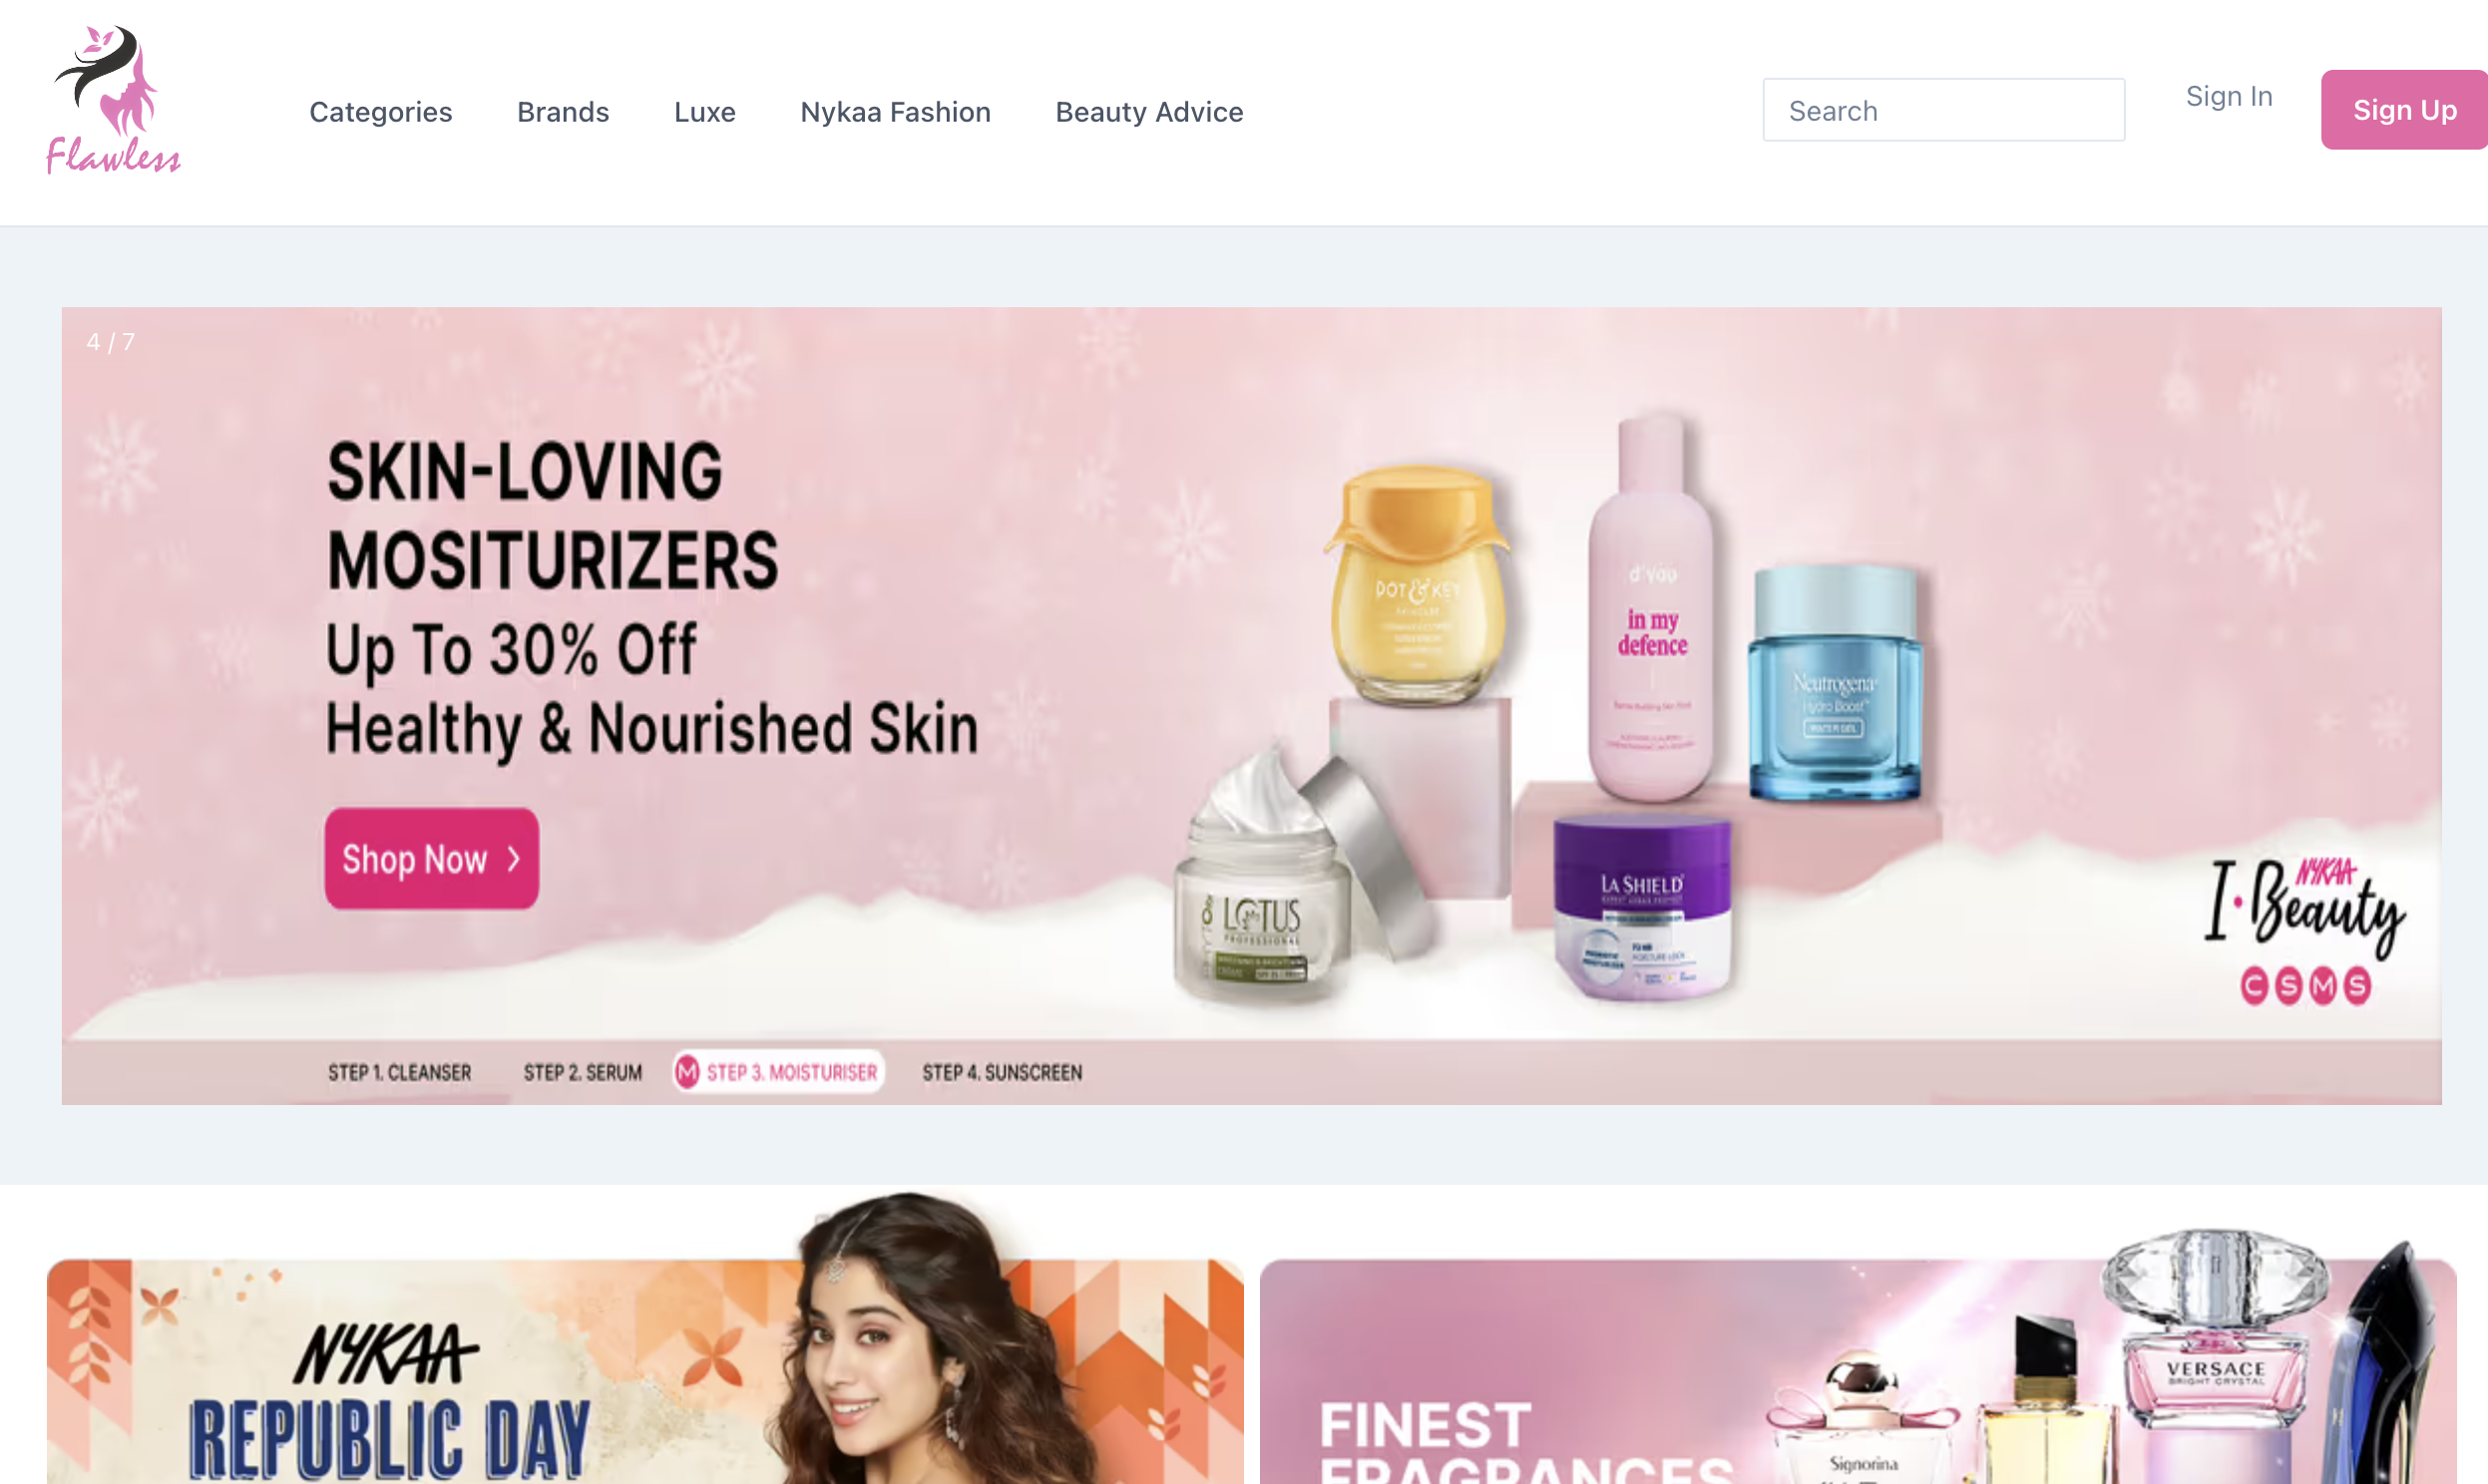 Flawless
Categories
Brands
Luxe
Nykaa Fashion
Beauty Advice
Search
Sign In
Sign Up
4 / 7
SKIN-LOVING
MOSITURIZERS
Up To 30% Off
Healthy & Nourished Skin
Shop Now
DOT & KEY
d'you
in my
defence
Neutrogena
Hydro Boost
WATER GEL
LOTUS
PROFESSIONAL
LA SHIELD
NYKAA
I · Beauty
C S M S
STEP 1. CLEANSER
STEP 2. SERUM
M STEP 3. MOISTURISER
STEP 4. SUNSCREEN
NYKAA
REPUBLIC DAY
FINEST
FRAGRANCES
VERSACE
BRIGHT CRYSTAL
Signorina